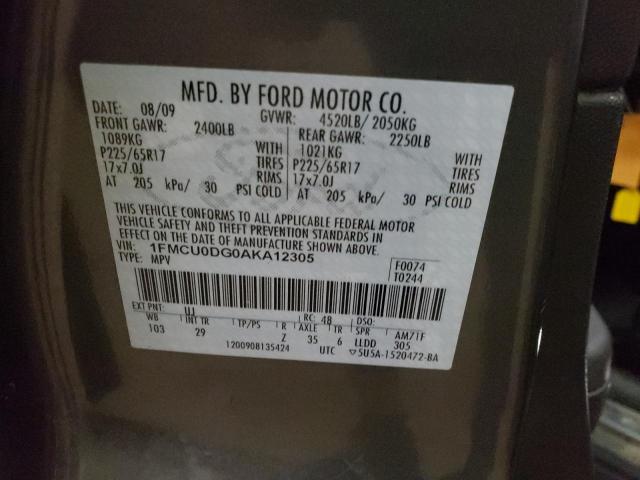 MFD. BY FORD MOTOR CO.
DATE: 08/09 GVWR: 4520LB/ 2050KG
FRONT GAWR: 2400LB REAR GAWR: 2250LB
1089KG WITH 1021KG WITH
P225/65R17 TIRES P225/65R17 TIRES
17x7.0J RIMS 17x7.0J RIMS
AT 205 kPa/ 30 PSI COLD AT 205 kPa/ 30 PSI COLD
THIS VEHICLE CONFORMS TO ALL APPLICABLE FEDERAL MOTOR
VEHICLE SAFETY AND THEFT PREVENTION STANDARDS IN
EFFECT ON THE DATE OF MANUFACTURE SHOWN ABOVE.
VIN: 1FMCU0DG0AKA12305
TYPE: MPV
F0074
T0244
EXT PNT: UJ RC: 48 DSO:
WB INT TR TP/PS R AXLE TR SPR AM/TF
103 29 Z 35 6 LLDD 305
1200908135424 UTC ▽5U5A-1520472-BA